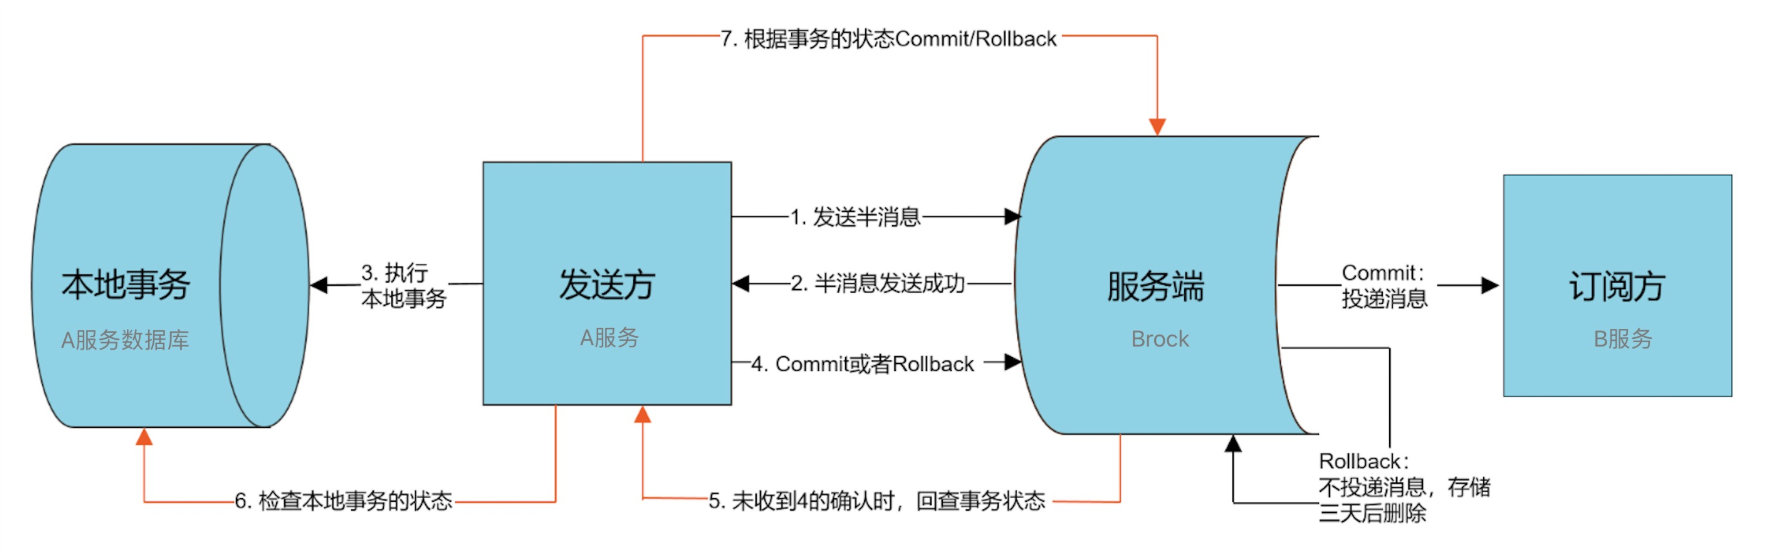 7. 根据事务的状态Commit/Rollback
1. 发送半消息
本地事务
A服务数据库
3. 执行
本地事务
发送方
A服务
2. 半消息发送成功
服务端
Brock
Commit：
投递消息
订阅方
B服务
4. Commit或者Rollback
Rollback：
不投递消息，存储
三天后删除
6. 检查本地事务的状态
5. 未收到4的确认时，回查事务状态